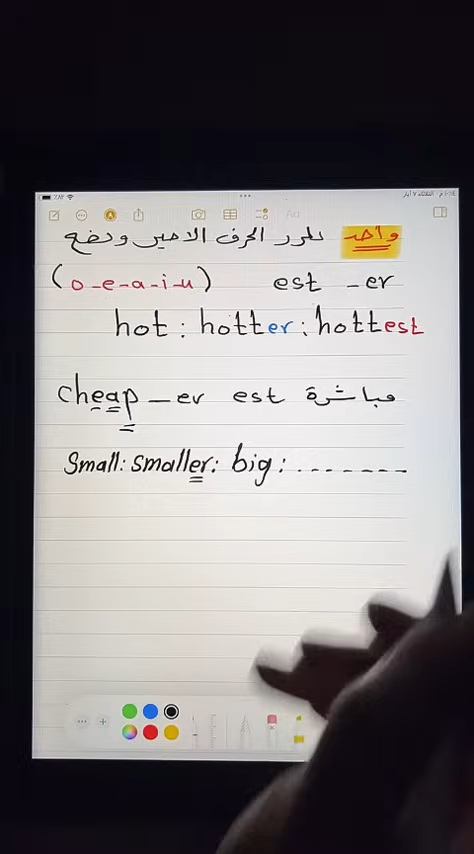 واحد نكرر الحرف الاخير ونضع
(o-e-a-i-u) est -er
hot : hotter : hottest
cheap - er est مباشرة
Small: smaller: big: .......